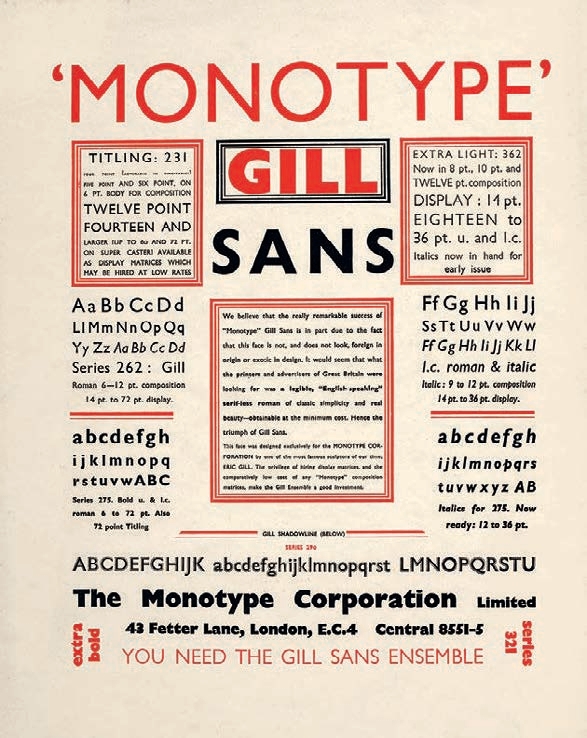 ‘MONOTYPE’
TITLING: 231
FOUR POINT
FIVE POINT AND SIX POINT, ON
6 PT. BODY FOR COMPOSITION
TWELVE POINT
FOURTEEN AND
LARGER (UP TO 60 AND 72 PT.
ON SUPER CASTER) AVAILABLE
AS DISPLAY MATRICES WHICH
MAY BE HIRED AT LOW RATES
GILL
SANS
EXTRA LIGHT: 362
Now in 8 pt., 10 pt. and
TWELVE pt. composition
DISPLAY : 14 pt.
EIGHTEEN to
36 pt. u. and l.c.
Italics now in hand for
early issue
Aa Bb Cc Dd
Ll Mm Nn Oo Pp Qq
Yy Zz Aa Bb Cc Dd
Series 262 : Gill
Roman 6—12 pt. composition
14 pt. to 72 pt. display.
abcdefgh
ijklmnopq
rstuvwABC
Series 275. Bold u. & l.c.
roman 6 to 72 pt. Also
72 point Titling
We believe that the really remarkable success of
"Monotype" Gill Sans is in part due to the fact
that this face is not, and does not look, foreign in
origin or exotic in design. It would seem that what
the printers and advertisers of Great Britain were
looking for was a legible, "English-speaking"
serif-less roman of classic simplicity and real
beauty—obtainable at the minimum cost. Hence the
triumph of Gill Sans.
This face was designed exclusively for the MONOTYPE COR-
PORATION by one of the most famous sculptors of our time,
ERIC GILL. The privilege of hiring display matrices, and the
comparatively low cost of any "Monotype" composition
matrices, make the Gill Ensemble a good investment.
Ff Gg Hh Ii Jj
Ss Tt Uu Vv Ww
Ff Gg Hh Ii Jj Kk Ll
l.c. roman & italic
Italic : 9 to 12 pt. composition
14 pt. to 36 pt. display.
abcdefgh
ijklmnopqrs
tuvwxyz AB
Italics for 275. Now
ready: 12 to 36 pt.
GILL SHADOWLINE (BELOW)
SERIES 290
ABCDEFGHIJK abcdefghijklmnopqrst LMNOPQRSTU
The Monotype Corporation Limited
43 Fetter Lane, London, E.C.4 Central 8551-5
YOU NEED THE GILL SANS ENSEMBLE
extra
bold
series
321